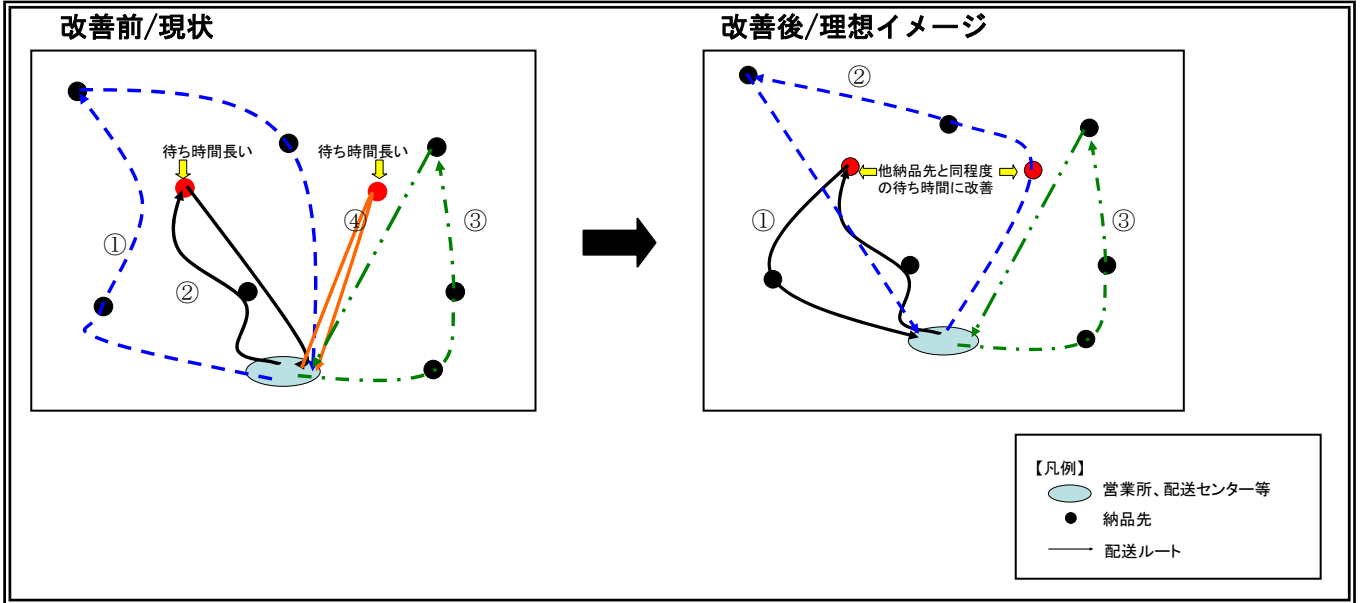 改善前/現状
改善後/理想イメージ
待ち時間長い
待ち時間長い
①
②
④
③
②
他納品先と同程度
の待ち時間に改善
①
③
【凡例】
営業所、配送センター等
納品先
配送ルート